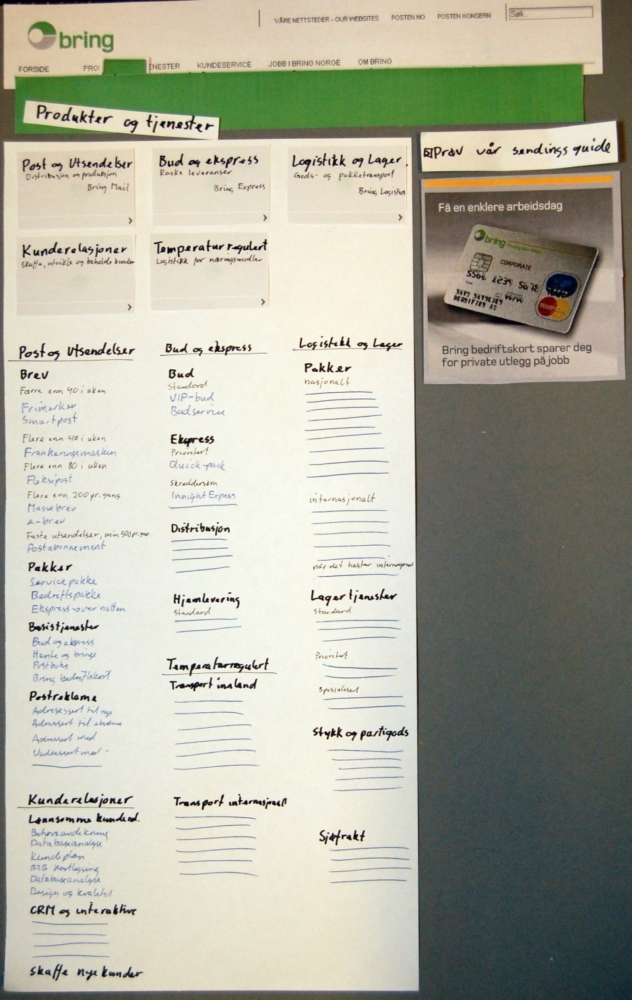 VÅRE NETTSTEDER - OUR WEBSITES POSTEN.NO POSTEN KONSERN Søk..
bring
FORSIDE PRO ENESTER KUNDESERVICE JOBB I BRING NORGE OM BRING
Produkter og tjenester
Prøv vår sendings guide
Post og Utsendelser
Distribusjon og produksjon
Bring Mail
Bud og ekspress
Raske leveranser
Bring Express
Logistikk og Lager.
Gods- og pakketransport
Bring Logistics
Kunderelasjoner
Skaffe, utvikle og beholde kunder
Temperaturregulert
Logistikk for næringsmidler
Få en enklere arbeidsdag
bring
CORPORATE
5566 1234 5678
00/00
BEDRIFTEN AS
MasterCard
Bring bedriftskort sparer deg
for private utlegg på jobb
Post og Utsendelser
Brev
Færre enn 40 i uken
Frimerker
Smartpost
Flere enn 40 i uken
Frankeringsmaskin
Flere enn 80 i uken
Fleksipost
Flere enn 200 pr. gang
Massebrev
e-brev
Faste utsendelser, min 500 pr.gang
Postabonnement
Pakker
Servicepakke
Bedriftspakke
Ekspress-over natten
Basistjenester
Bud og ekspress
Hente og bringe
Postboks
Bring bedriftskort
Postreklame
Adressert til nye
Adressert til
Adressert med
Uadressert med -
Kunderelasjoner
Lønnsomme kunderel.
Behovsavdekning
Databaseanalyse
Kundeplan
B2B kartlegging
Databaseanalyse
Design og kvalitet
CRM og interaktive
Skaffe nye kunder
Bud og ekspress
Bud
Standard
VIP-bud
Budservice
Ekspress
Prioritert
Quick-pack
Skreddersøm
Innight Express
Distribusjon
Hjemlevering
Standard
Temperaturregulert
Transport innland
Transport internasjonalt
Logistikk og Lager
Pakker
nasjonalt
internasjonalt
når det haster internasjonal
Lagertjenester
Standard
Prioritert
Spesialisert
Stykk og partigods
Sjøfrakt